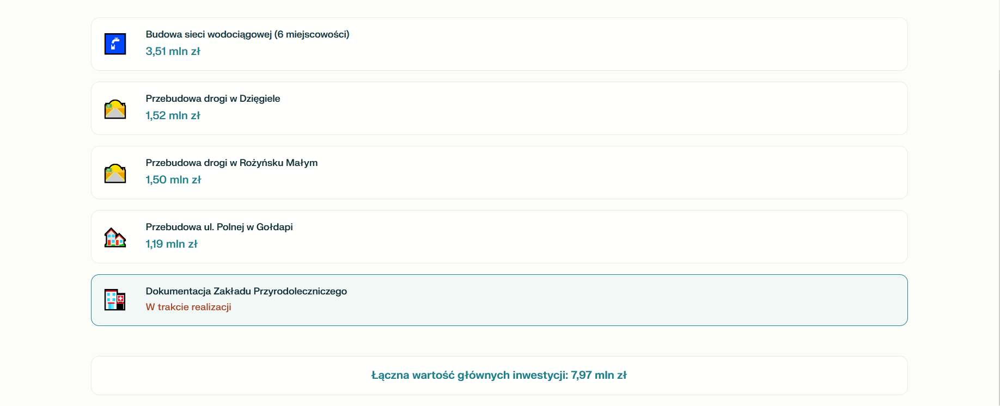 Budowa sieci wodociągowej (6 miejscowości)
3,51 mln zł
Przebudowa drogi w Dzięgiele
1,52 mln zł
Przebudowa drogi w Rożyńsku Małym
1,50 mln zł
Przebudowa ul. Polnej w Gołdapi
1,19 mln zł
Dokumentacja Zakładu Przyrodoleczniczego
W trakcie realizacji
Łączna wartość głównych inwestycji: 7,97 mln zł